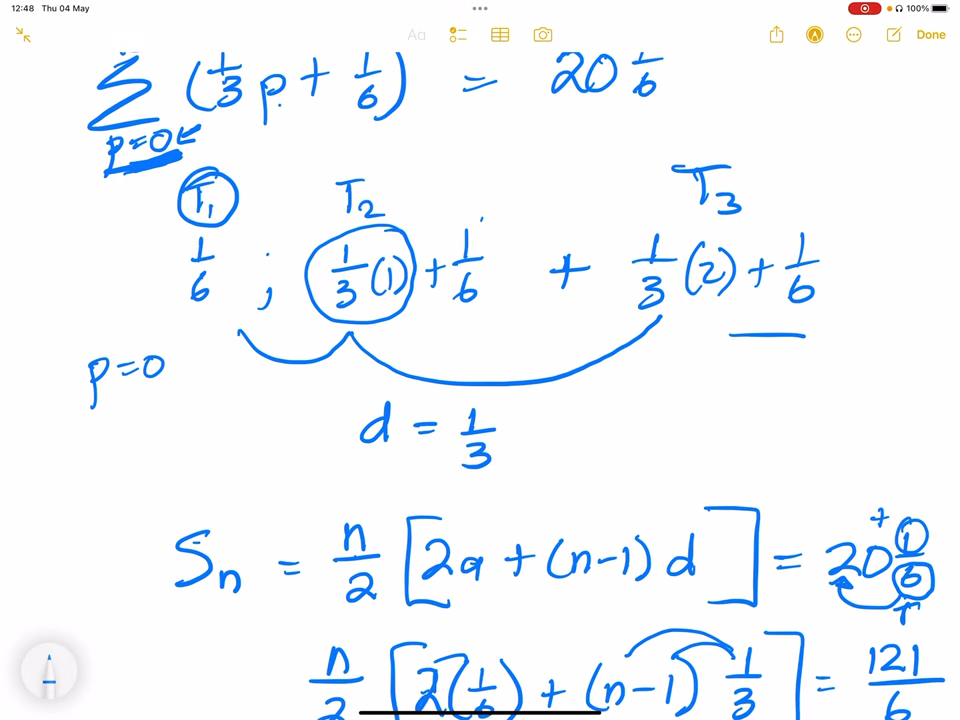 12:48 Thu 04 May 100%
Aa Done
∑ (1/3 p + 1/6) = 20 1/6
p=0
T₁ T₂ T₃
1/6 ; 1/3 (1) + 1/6 + 1/3 (2) + 1/6
p=0
d = 1/3
Sₙ = n/2 [2a + (n-1) d] = 20 + 1/6
n/2 [2(1/6) + (n-1) 1/3] = 121/6